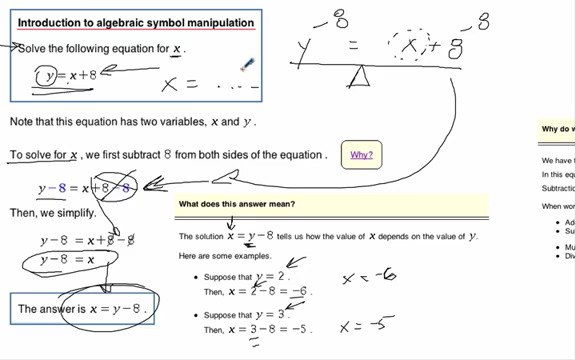 Introduction to algebraic symbol manipulation
Solve the following equation for x .
y = x + 8
x = ....
- 8 - 8
y = x + 8
Note that this equation has two variables, x and y .
To solve for x , we first subtract 8 from both sides of the equation .
Why?
y − 8 = x + 8 − 8
Then, we simplify.
y − 8 = x + 8 − 8
y − 8 = x
The answer is x = y − 8 .
What does this answer mean?
The solution x = y − 8 tells us how the value of x depends on the value of y.
Here are some examples.
• Suppose that y = 2 .
Then, x = 2 − 8 = −6 .
x = -6
• Suppose that y = 3 .
Then, x = 3 − 8 = −5 .
x = -5
Why do w
We have t
In this equ
Subtractic
When wor
• Ad
• Su
• Mu
• Div